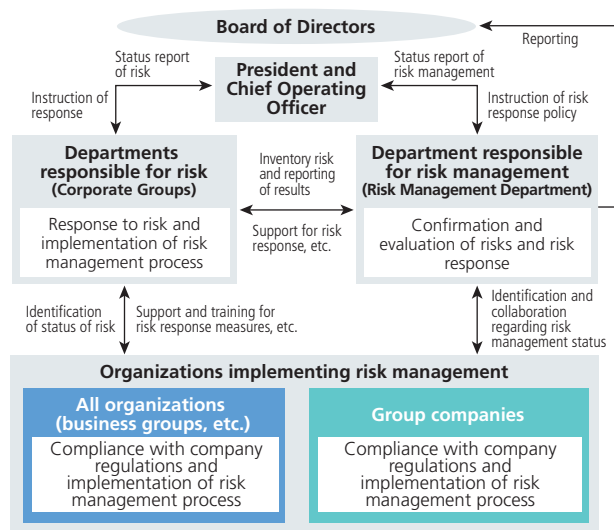 Board of Directors
Reporting
Status report
of risk
President and
Chief Operating
Officer
Status report of
risk management
Instruction of
response
Instruction of risk
response policy
Departments
responsible for risk
(Corporate Groups)
Response to risk and
implementation of risk
management process
Inventory risk
and reporting
of results
Support for risk
response, etc.
Department responsible
for risk management
(Risk Management Department)
Confirmation and
evaluation of risks and risk
response
Identification
of status of risk
Support and training for
risk response measures, etc.
Identification and
collaboration
regarding risk
management status
Organizations implementing risk management
All organizations
(business groups, etc.)
Compliance with company
regulations and
implementation of risk
management process
Group companies
Compliance with company
regulations and
implementation of risk
management process